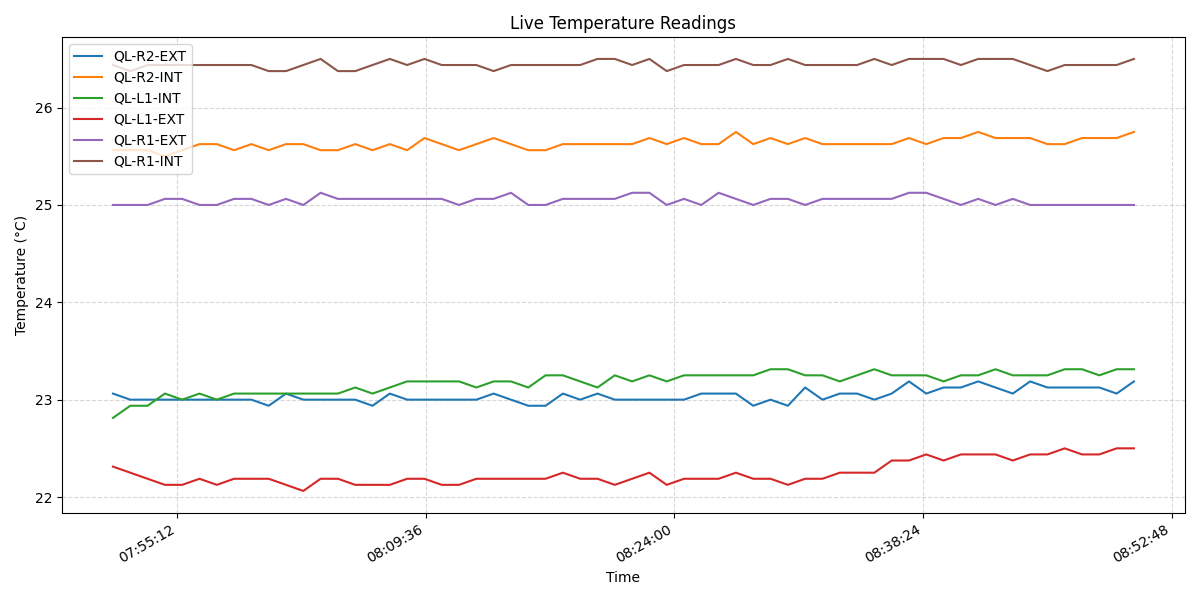 Live Temperature Readings
QL-R2-EXT
QL-R2-INT
QL-L1-INT
QL-L1-EXT
QL-R1-EXT
QL-R1-INT
Temperature (°C)
26
25
24
23
22
07:55:12
08:09:36
08:24:00
08:38:24
08:52:48
Time